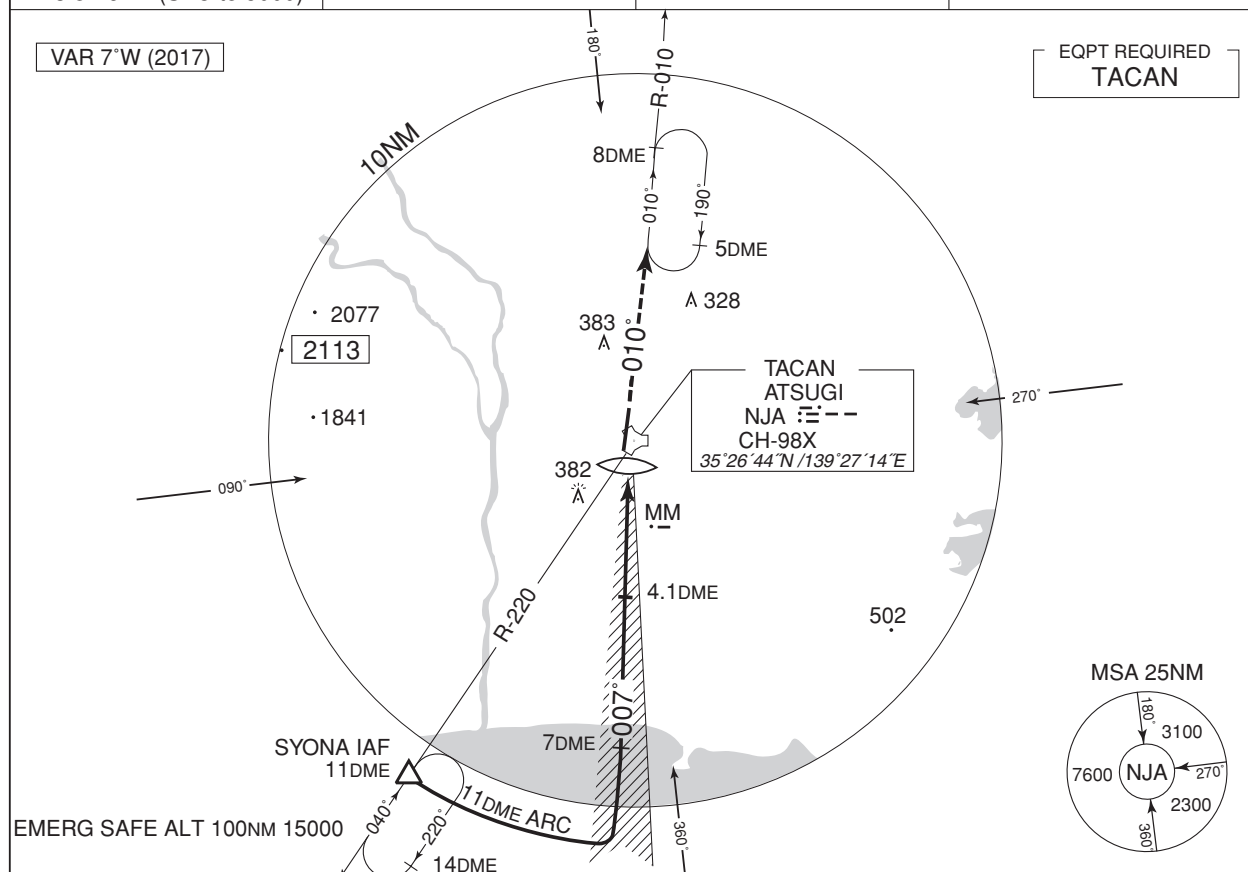 VAR 7°W (2017)
EQPT REQUIRED
TACAN
180°
R-010
10NM
8DME
010°
190°
5DME
328
2077
383
2113
010°
TACAN
ATSUGI
NJA
CH-98X
35°26´44˝N /139°27´14˝E
270°
1841
382
090°
MM
4.1DME
R-220
502
MSA 25NM
180°
3100
7600
NJA
270°
2300
360°
007°
7DME
SYONA IAF
11DME
11DME ARC
040°
220°
360°
EMERG SAFE ALT 100NM 15000
14DME